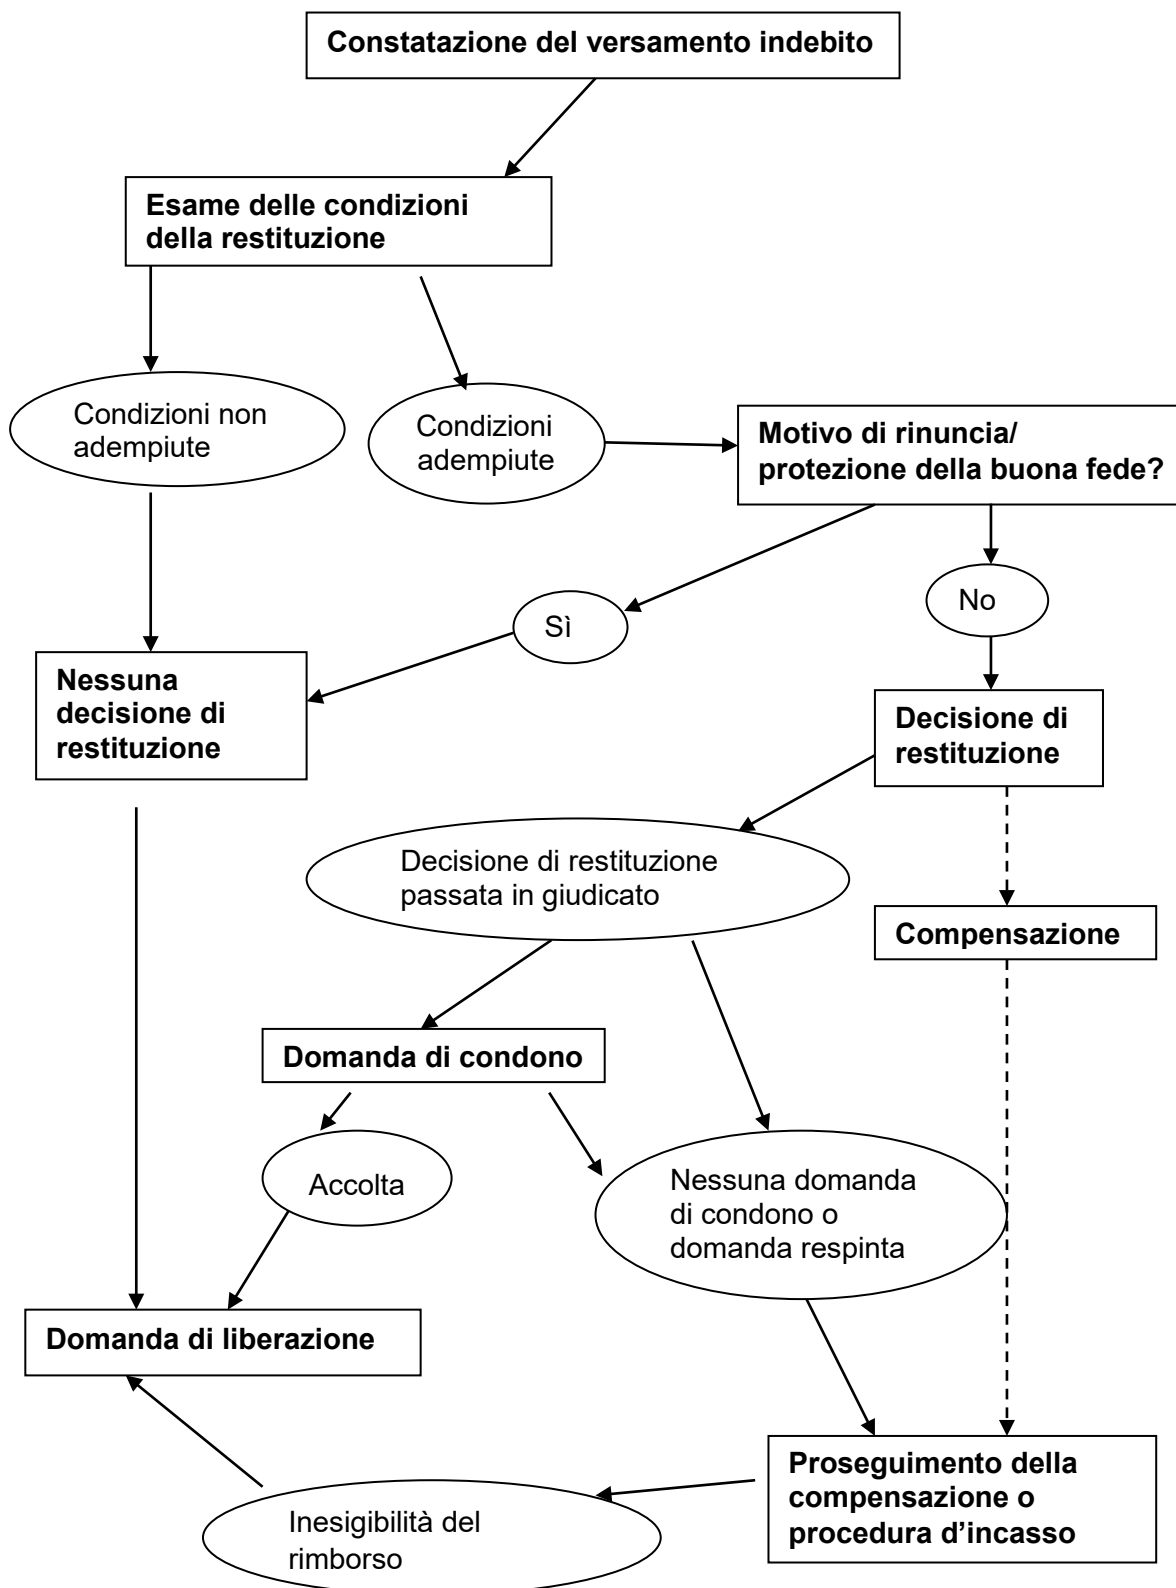 Constatazione del versamento indebito
Esame delle condizioni
della restituzione
Condizioni non
adempiute
Condizioni
adempiute
Motivo di rinuncia/
protezione della buona fede?
Sì
No
Nessuna
decisione di
restituzione
Decisione di
restituzione
Decisione di restituzione
passata in giudicato
Compensazione
Domanda di condono
Accolta
Nessuna domanda
di condono o
domanda respinta
Domanda di liberazione
Proseguimento della
compensazione o
procedura d’incasso
Inesigibilità del
rimborso